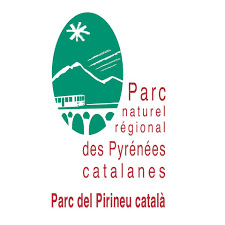 Parc
naturel
régional
des Pyrénées
catalanes
Parc del Pirineu català